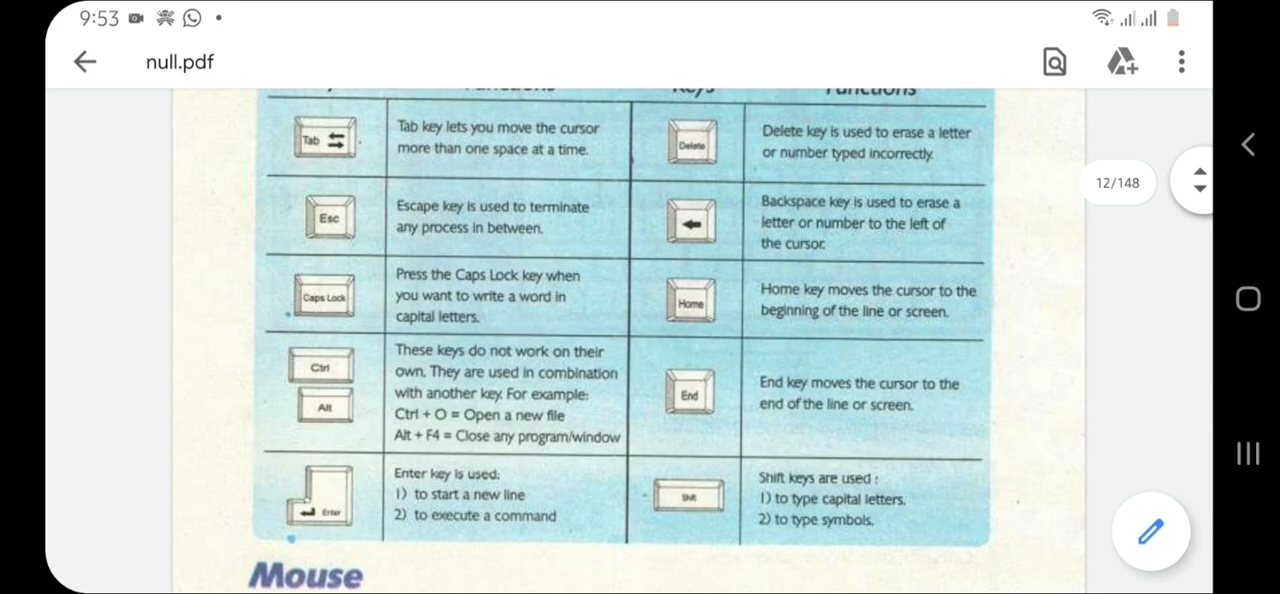 9:53
null.pdf
12/148
Functions
Keys
Functions
Tab
Tab key lets you move the cursor
more than one space at a time.
Delete
Delete key is used to erase a letter
or number typed incorrectly.
Esc
Escape key is used to terminate
any process in between.
Backspace key is used to erase a
letter or number to the left of
the cursor.
Caps Lock
Press the Caps Lock key when
you want to write a word in
capital letters.
Home
Home key moves the cursor to the
beginning of the line or screen.
Ctrl
Alt
These keys do not work on their
own. They are used in combination
with another key. For example:
Ctrl + O = Open a new file
Alt + F4 = Close any program/window
End
End key moves the cursor to the
end of the line or screen.
Enter
Enter key is used:
1) to start a new line
2) to execute a command
Shift
Shift keys are used :
1) to type capital letters.
2) to type symbols.
Mouse